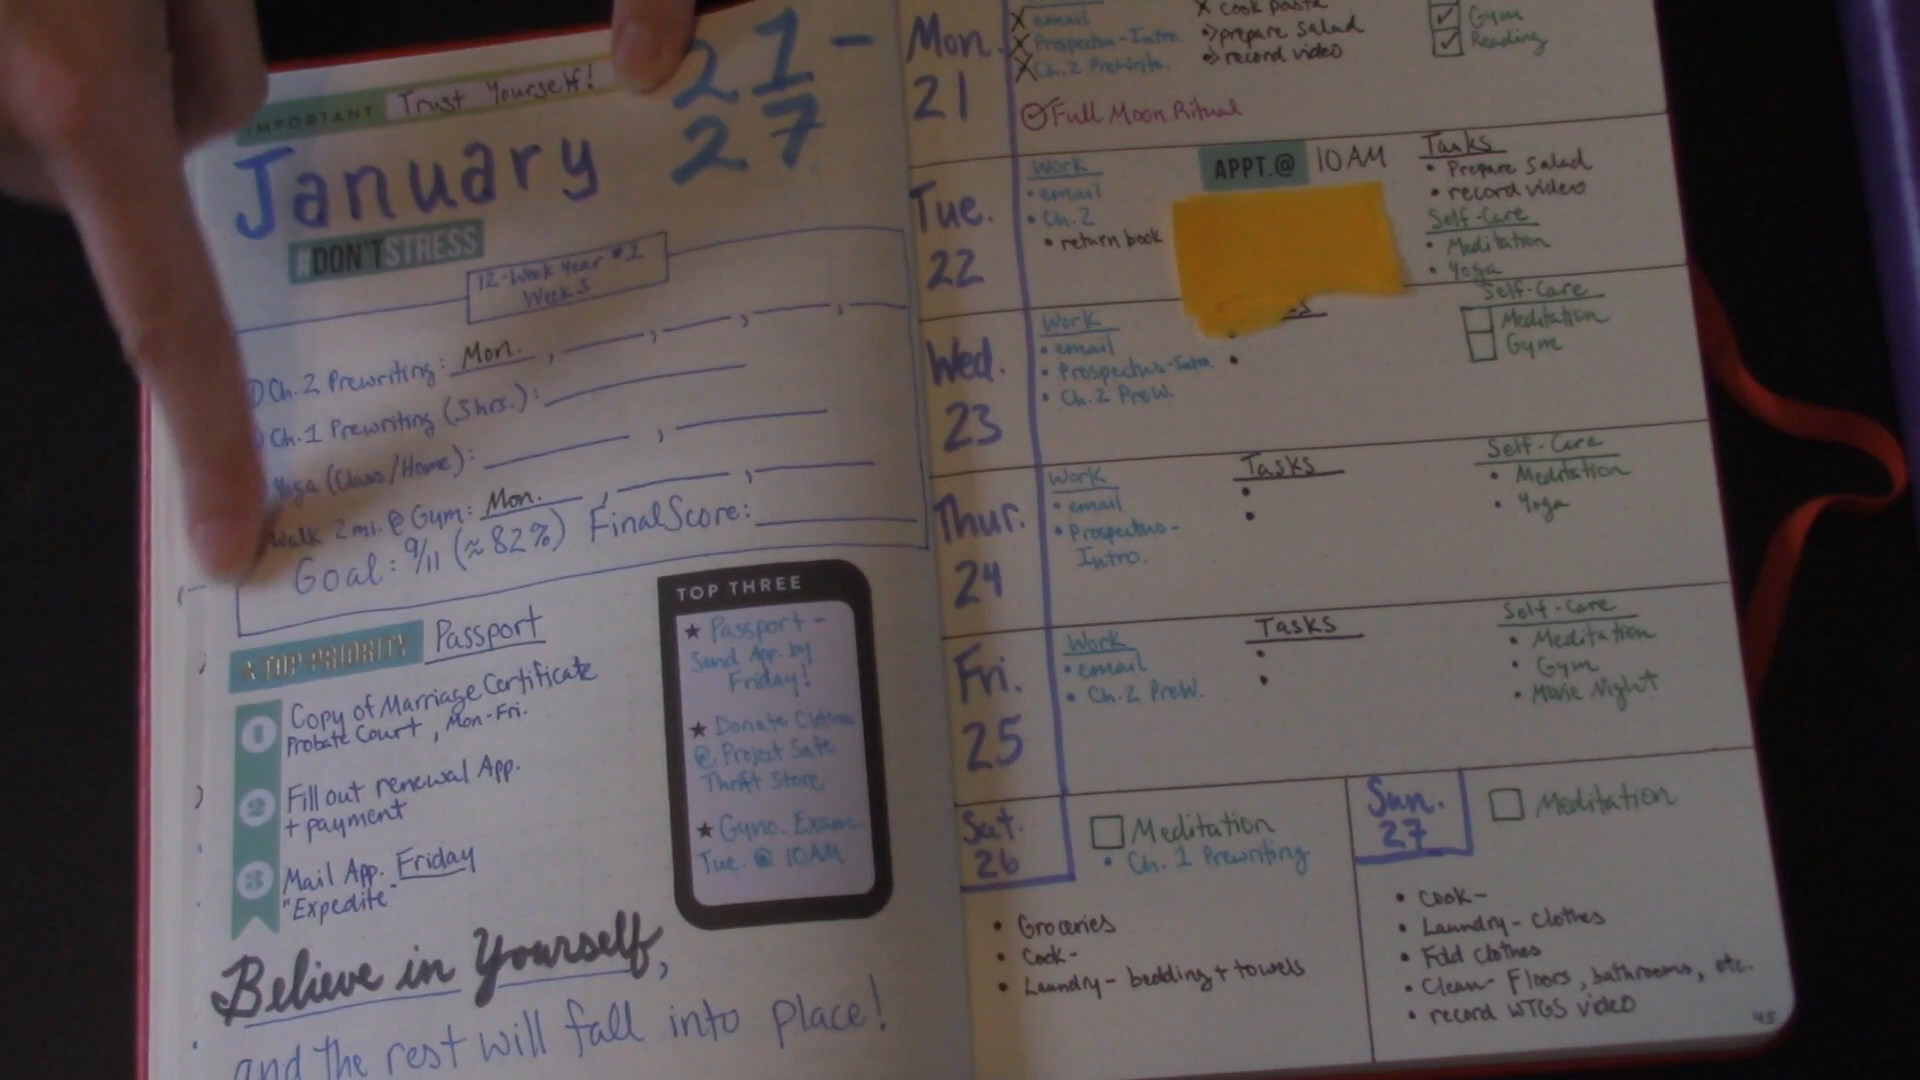 IMPORTANT Trust Yourself!
January 21-27
#DON'T STRESS
12-Week Year #1
Week 3
Ch. 2 Prewriting: Mon. , , , ,
Ch. 1 Prewriting (3hrs.):
Yoga (Class/Home): ,
Walk 2 mi. @ Gym: Mon. , ,
Goal: 9/11 (≈82%) Final Score:
TOP PRIORITY Passport
1 Copy of Marriage Certificate
Probate Court, Mon-Fri.
2 Fill out renewal App.
+ payment
3 Mail App. Friday
"Expedite"
TOP THREE
★ Passport -
Send App. by
Friday!
★ Donate Clothes
@ Project Safe
Thrift Store
★ Gyno. Exam
Tue. @ 10AM
Believe in Yourself,
and the rest will fall into place!
Mon.
21
X email
X Prospectus-Intro.
X Ch. 2 PreWrite.
X cook pasta
> prepare salad
> record video
Gym
Reading
Full Moon Ritual
Tue.
22
Work
• email
• Ch. 2
• return book
APPT.@ 10AM
Tasks
• Prepare Salad
• record video
Self-Care
• Meditation
• Yoga
Wed.
23
Work
• email
• Prospectus-Intro.
• Ch. 2 PreW.
Self-Care
Meditation
Gym
Thur.
24
Work
• email
• Prospectus-
Intro.
Tasks
Self-Care
• Meditation
• Yoga
Fri.
25
Work
• email
• Ch. 2 PreW.
Tasks
Self-Care
• Meditation
• Gym
• Movie Night
Sat.
26
Meditation
• Ch. 1 Prewriting
• Groceries
• Cook-
• Laundry- bedding + towels
Sun.
27
Meditation
• Cook-
• Laundry- Clothes
• Fold clothes
• Clean- Floors, bathrooms, etc.
• record WTGS video
45